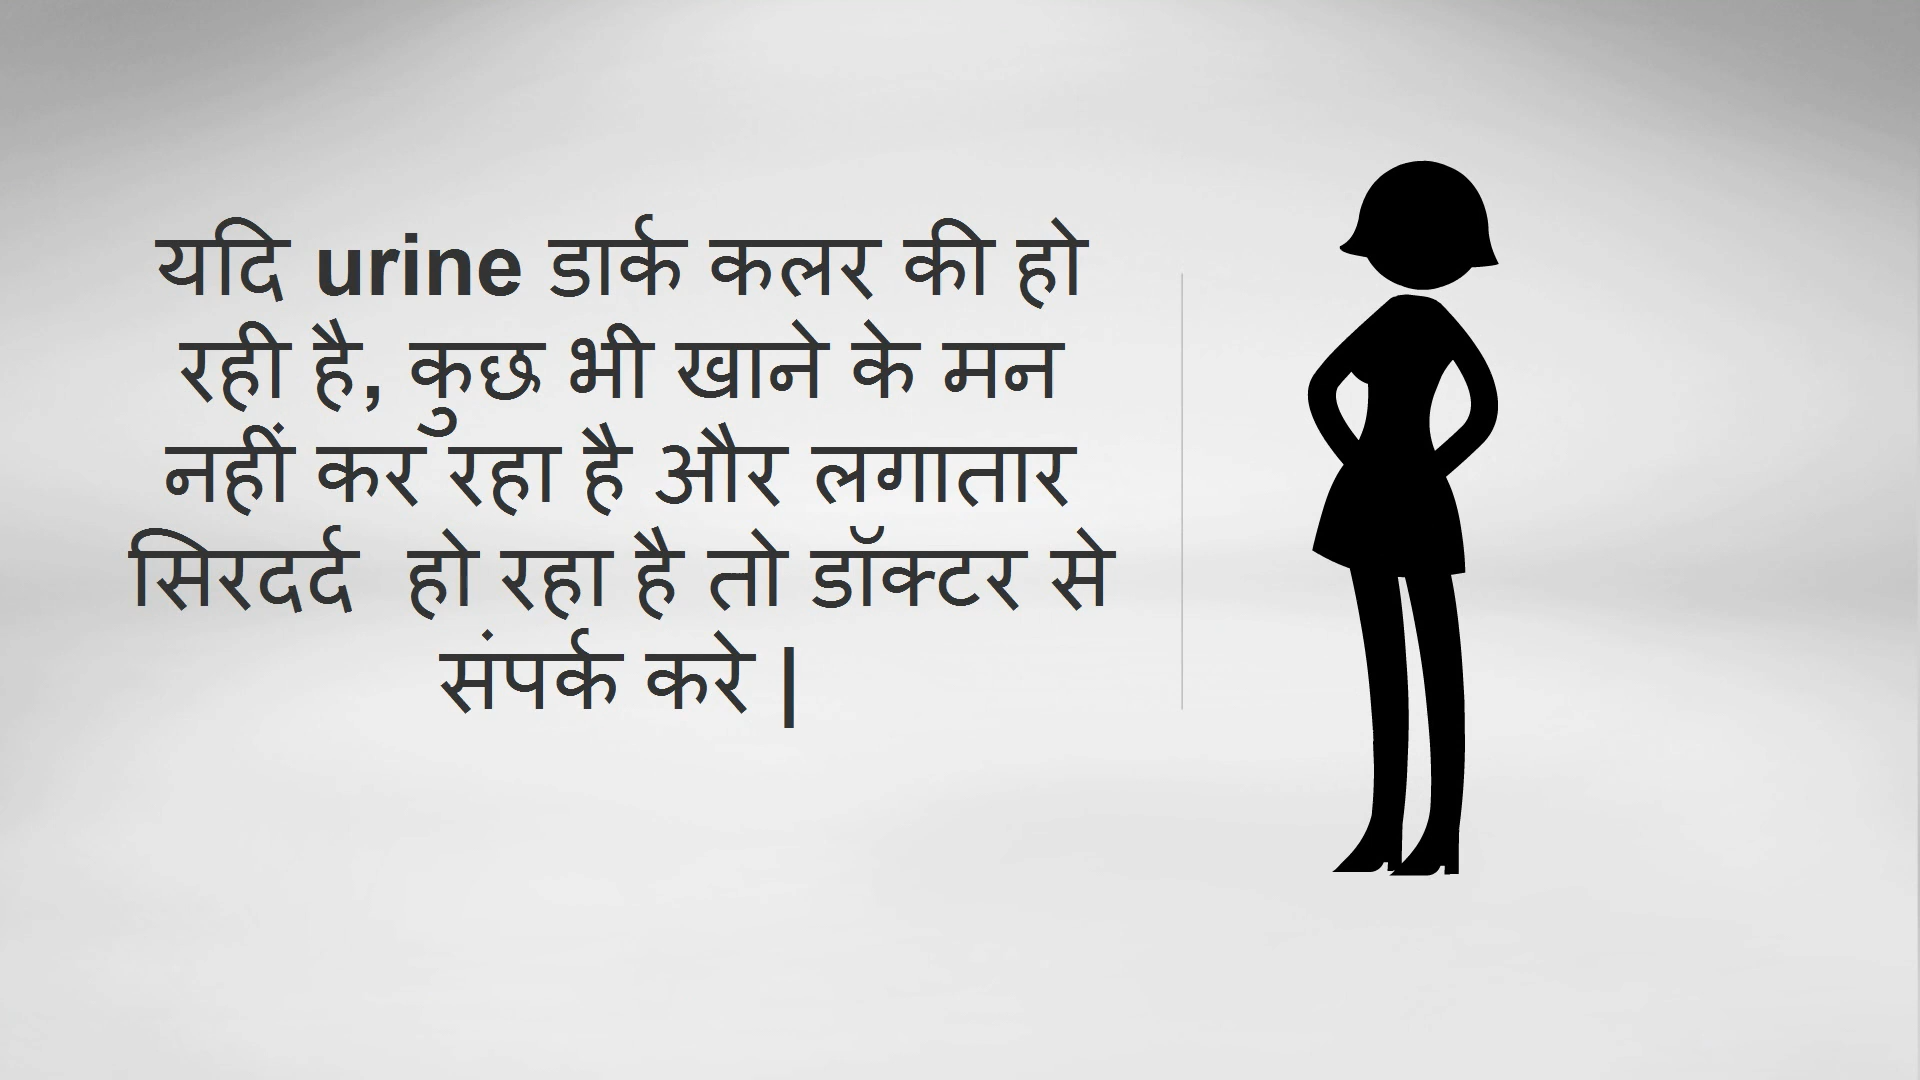 यदि urine डार्क कलर की हो
रही है, कुछ भी खाने के मन
नहीं कर रहा है और लगातार
सिरदर्द  हो रहा है तो डॉक्टर से
संपर्क करे |